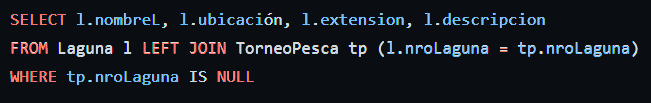 SELECT l.nombreL, l.ubicación, l.extension, l.descripcion
FROM Laguna l LEFT JOIN TorneoPesca tp (l.nroLaguna = tp.nroLaguna)
WHERE tp.nroLaguna IS NULL